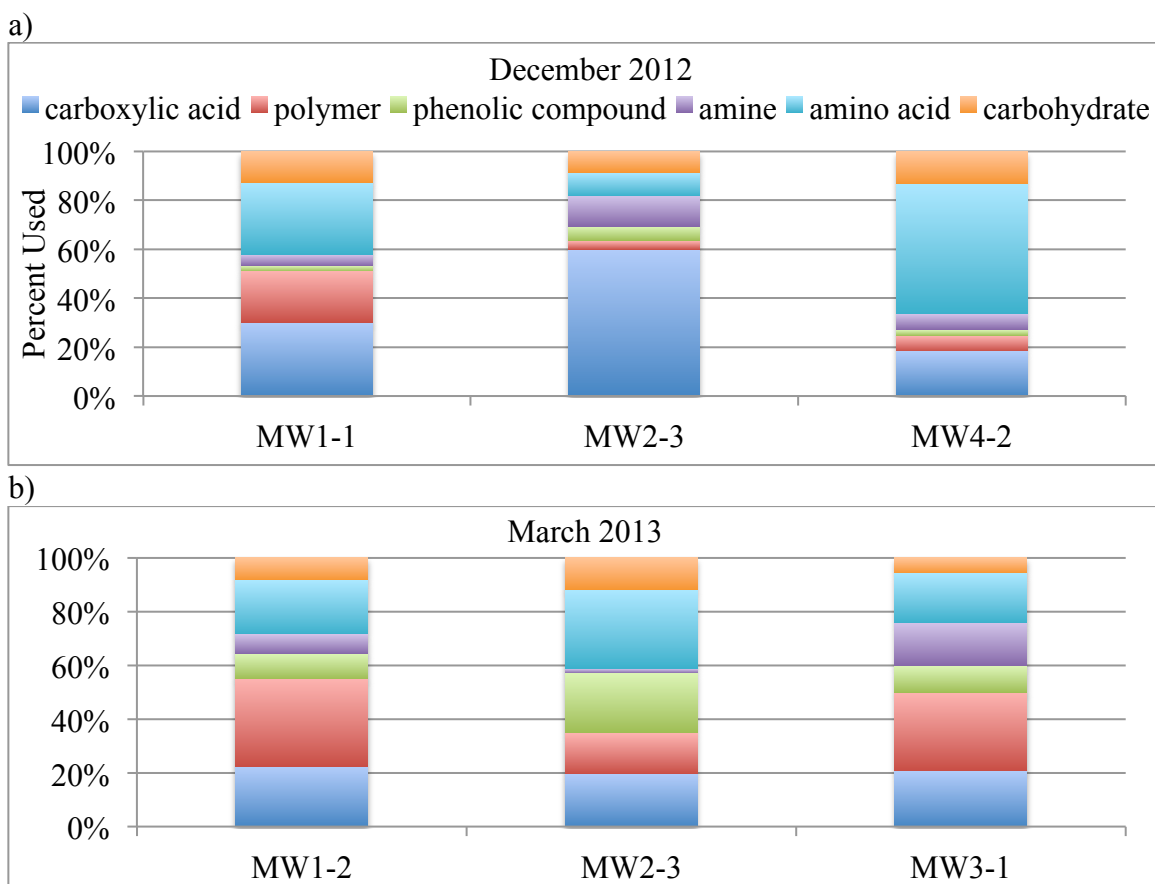 a)
December 2012
carboxylic acid polymer phenolic compound amine amino acid carbohydrate
100%
80%
60%
40%
20%
0%
Percent Used
MW1-1 MW2-3 MW4-2
b)
March 2013
100%
80%
60%
40%
20%
0%
MW1-2 MW2-3 MW3-1